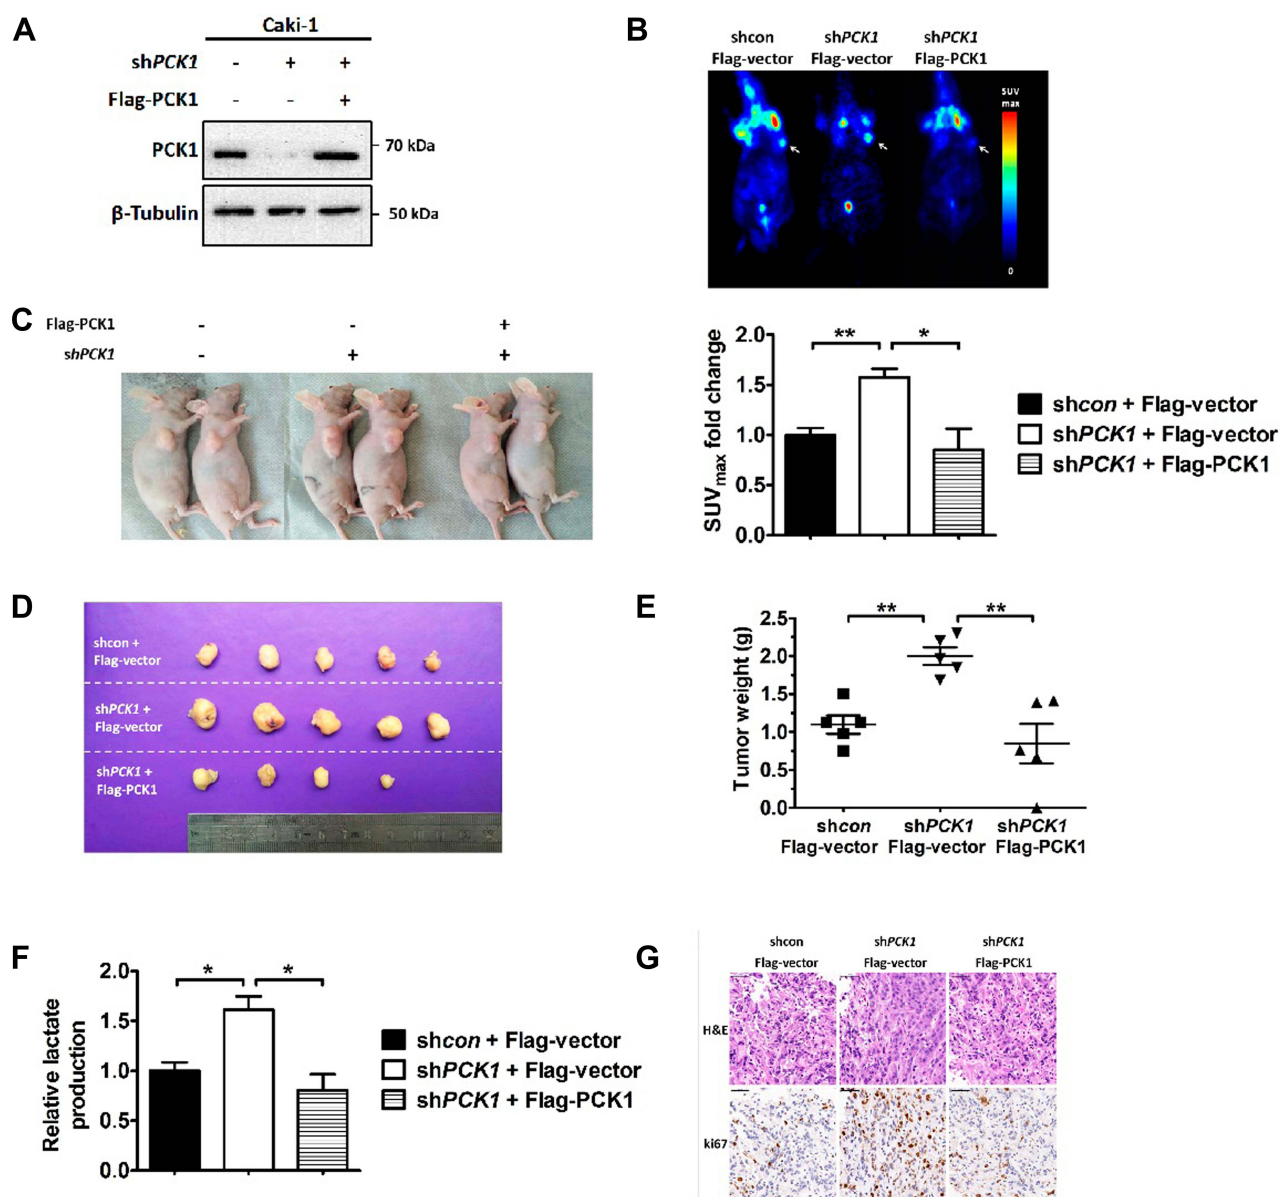 A
Caki-1
shPCK1 - + +
Flag-PCK1 - - +
PCK1
70 kDa
β-Tubulin
50 kDa
B
shcon shPCK1 shPCK1
Flag-vector Flag-vector Flag-PCK1
SUV
max
0
SUVmax fold change
2.0
1.5
1.0
0.5
0.0
** *
shcon + Flag-vector
shPCK1 + Flag-vector
shPCK1 + Flag-PCK1
C
Flag-PCK1 - - +
shPCK1 - + +
D
shcon +
Flag-vector
shPCK1 +
Flag-vector
shPCK1 +
Flag-PCK1
E
Tumor weight (g)
2.5
2.0
1.5
1.0
0.5
0.0
** **
shcon shPCK1 shPCK1
Flag-vector Flag-vector Flag-PCK1
F
Relative lactate
production
2.0
1.5
1.0
0.5
0.0
* *
shcon + Flag-vector
shPCK1 + Flag-vector
shPCK1 + Flag-PCK1
G
shcon shPCK1 shPCK1
Flag-vector Flag-vector Flag-PCK1
H&E
ki67